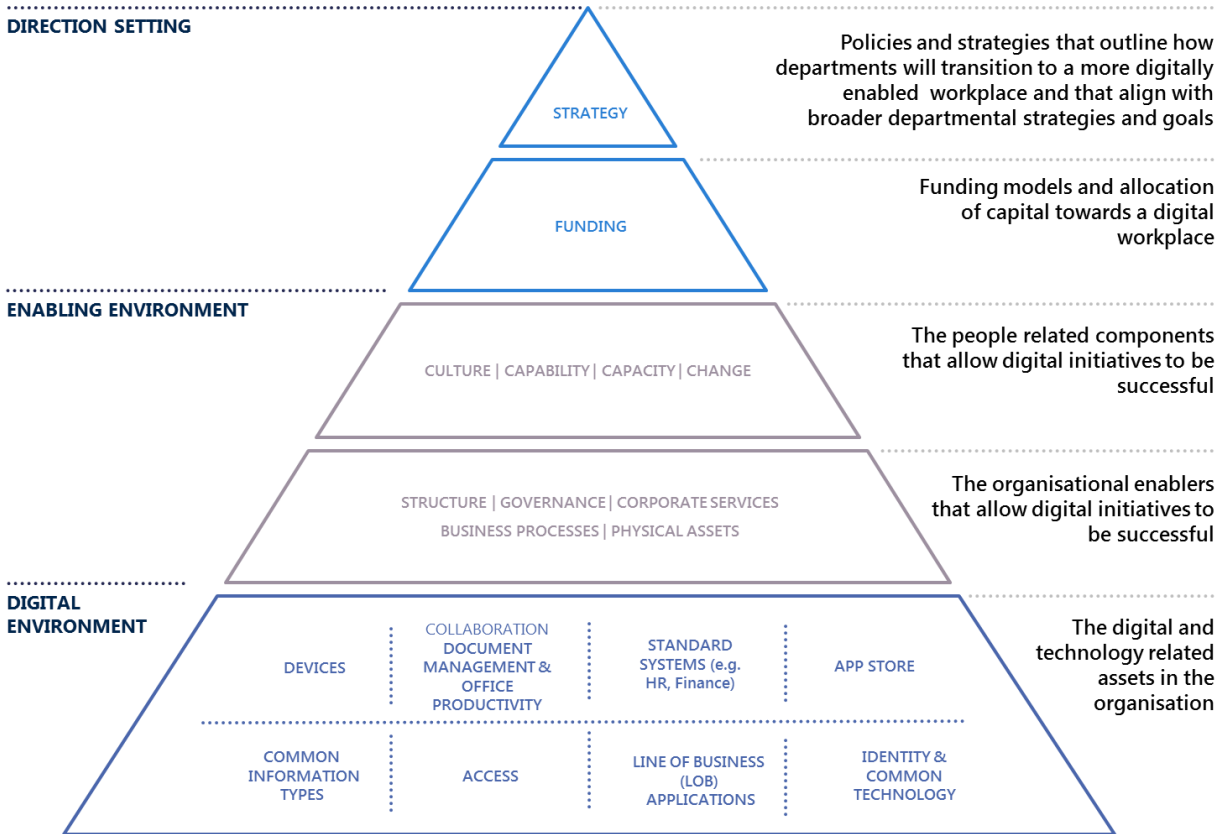 DIRECTION SETTING
Policies and strategies that outline how
departments will transition to a more digitally
enabled workplace and that align with
broader departmental strategies and goals
STRATEGY
Funding models and allocation
of capital towards a digital
workplace
FUNDING
ENABLING ENVIRONMENT
The people related components
that allow digital initiatives to be
successful
CULTURE | CAPABILITY | CAPACITY | CHANGE
The organisational enablers
that allow digital initiatives to
be successful
STRUCTURE | GOVERNANCE | CORPORATE SERVICES
BUSINESS PROCESSES | PHYSICAL ASSETS
DIGITAL
ENVIRONMENT
The digital and
technology related
assets in the
organisation
DEVICES
COLLABORATION
DOCUMENT
MANAGEMENT &
OFFICE
PRODUCTIVITY
STANDARD
SYSTEMS (e.g.
HR, Finance)
APP STORE
COMMON
INFORMATION
TYPES
ACCESS
LINE OF BUSINESS
(LOB)
APPLICATIONS
IDENTITY &
COMMON
TECHNOLOGY